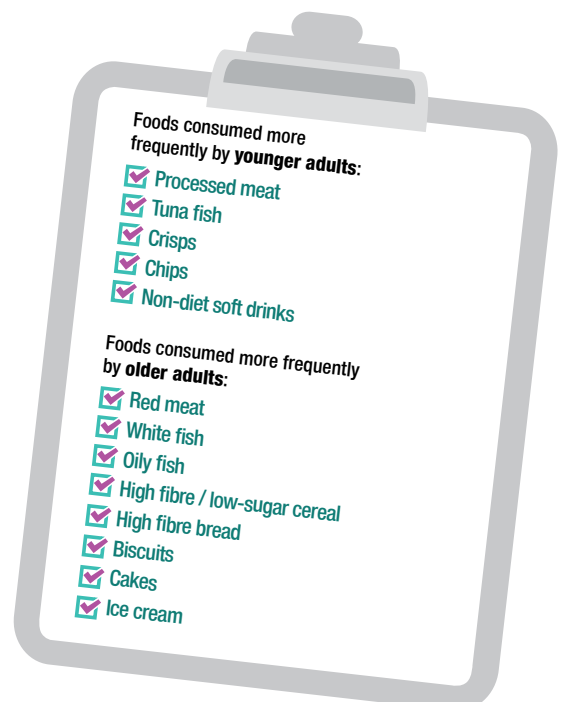 Foods consumed more
frequently by younger adults:
Processed meat
Tuna fish
Crisps
Chips
Non-diet soft drinks
Foods consumed more frequently
by older adults:
Red meat
White fish
Oily fish
High fibre / low-sugar cereal
High fibre bread
Biscuits
Cakes
Ice cream